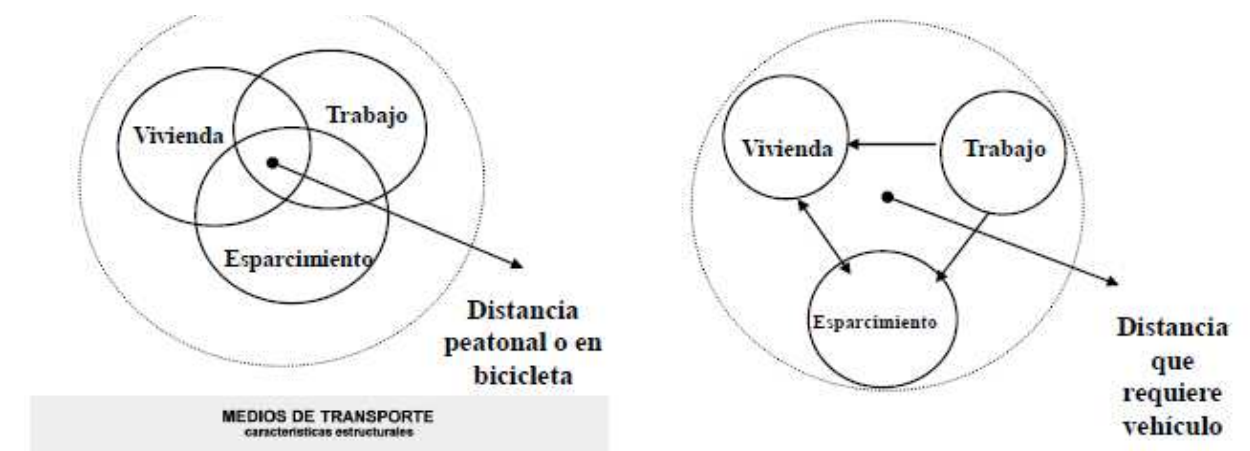 Vivienda
Trabajo
Esparcimiento
Distancia
peatonal o en
bicicleta
MEDIOS DE TRANSPORTE
características estructurales
Vivienda
Trabajo
Esparcimiento
Distancia
que
requiere
vehículo